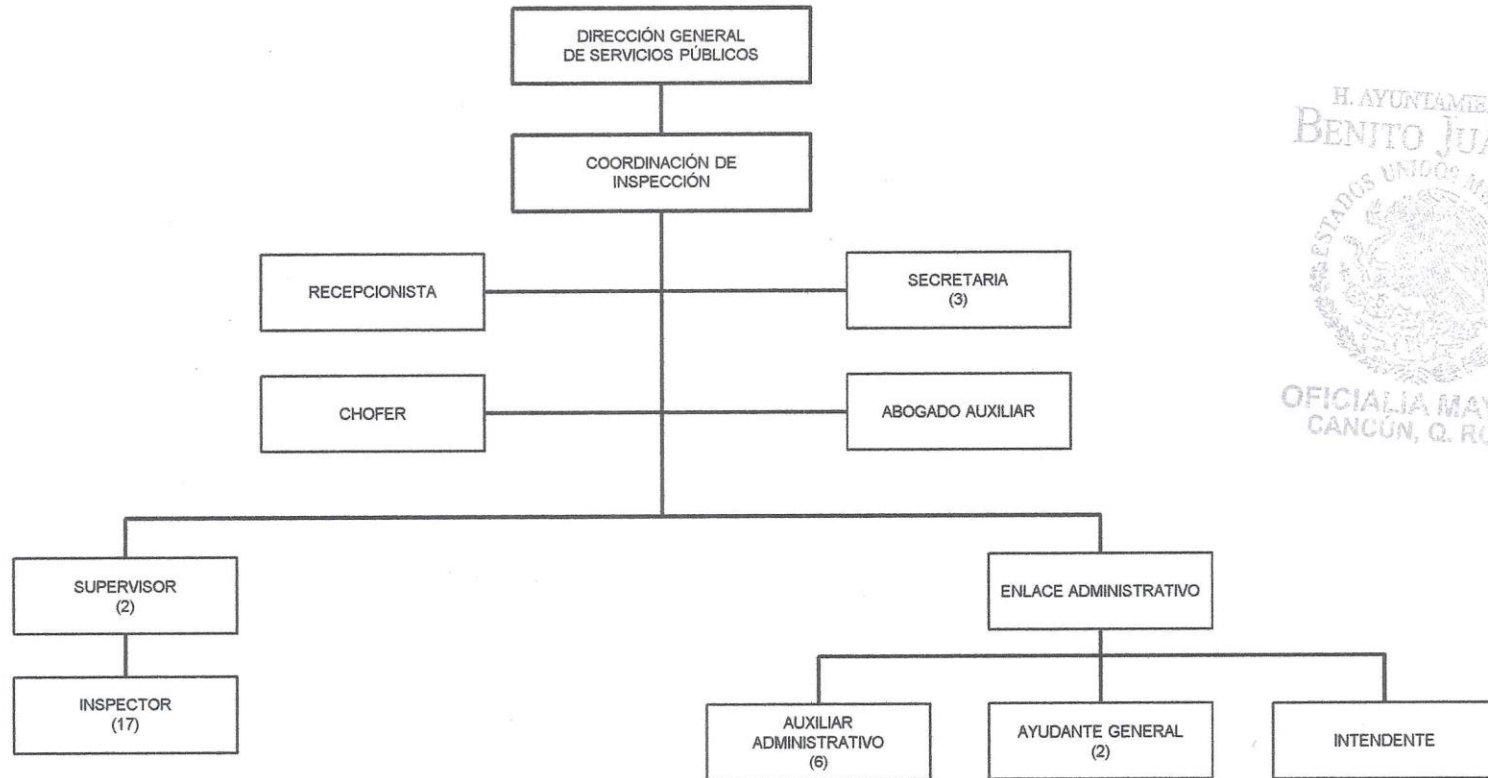 DIRECCIÓN GENERAL
DE SERVICIOS PÚBLICOS
COORDINACIÓN DE
INSPECCIÓN
RECEPCIONISTA
SECRETARIA
(3)
CHOFER
ABOGADO AUXILIAR
SUPERVISOR
(2)
ENLACE ADMINISTRATIVO
INSPECTOR
(17)
AUXILIAR
ADMINISTRATIVO
(6)
AYUDANTE GENERAL
(2)
INTENDENTE
H. AYUNTAMIE
BENITO JUA
ESTADOS UNIDOS M
OFICIALIA MAY
CANCÚN, Q. RO